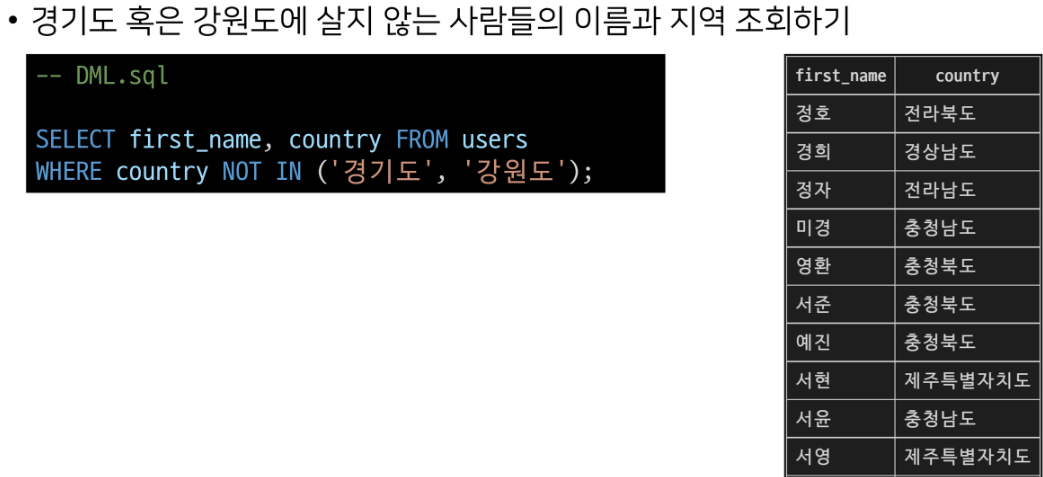 • 경기도 혹은 강원도에 살지 않는 사람들의 이름과 지역 조회하기
-- DML.sql
SELECT first_name, country FROM users
WHERE country NOT IN ('경기도', '강원도');
first_name country
정호 전라북도
경희 경상남도
정자 전라남도
미경 충청남도
영환 충청북도
서준 충청북도
예진 충청북도
서현 제주특별자치도
서윤 충청남도
서영 제주특별자치도